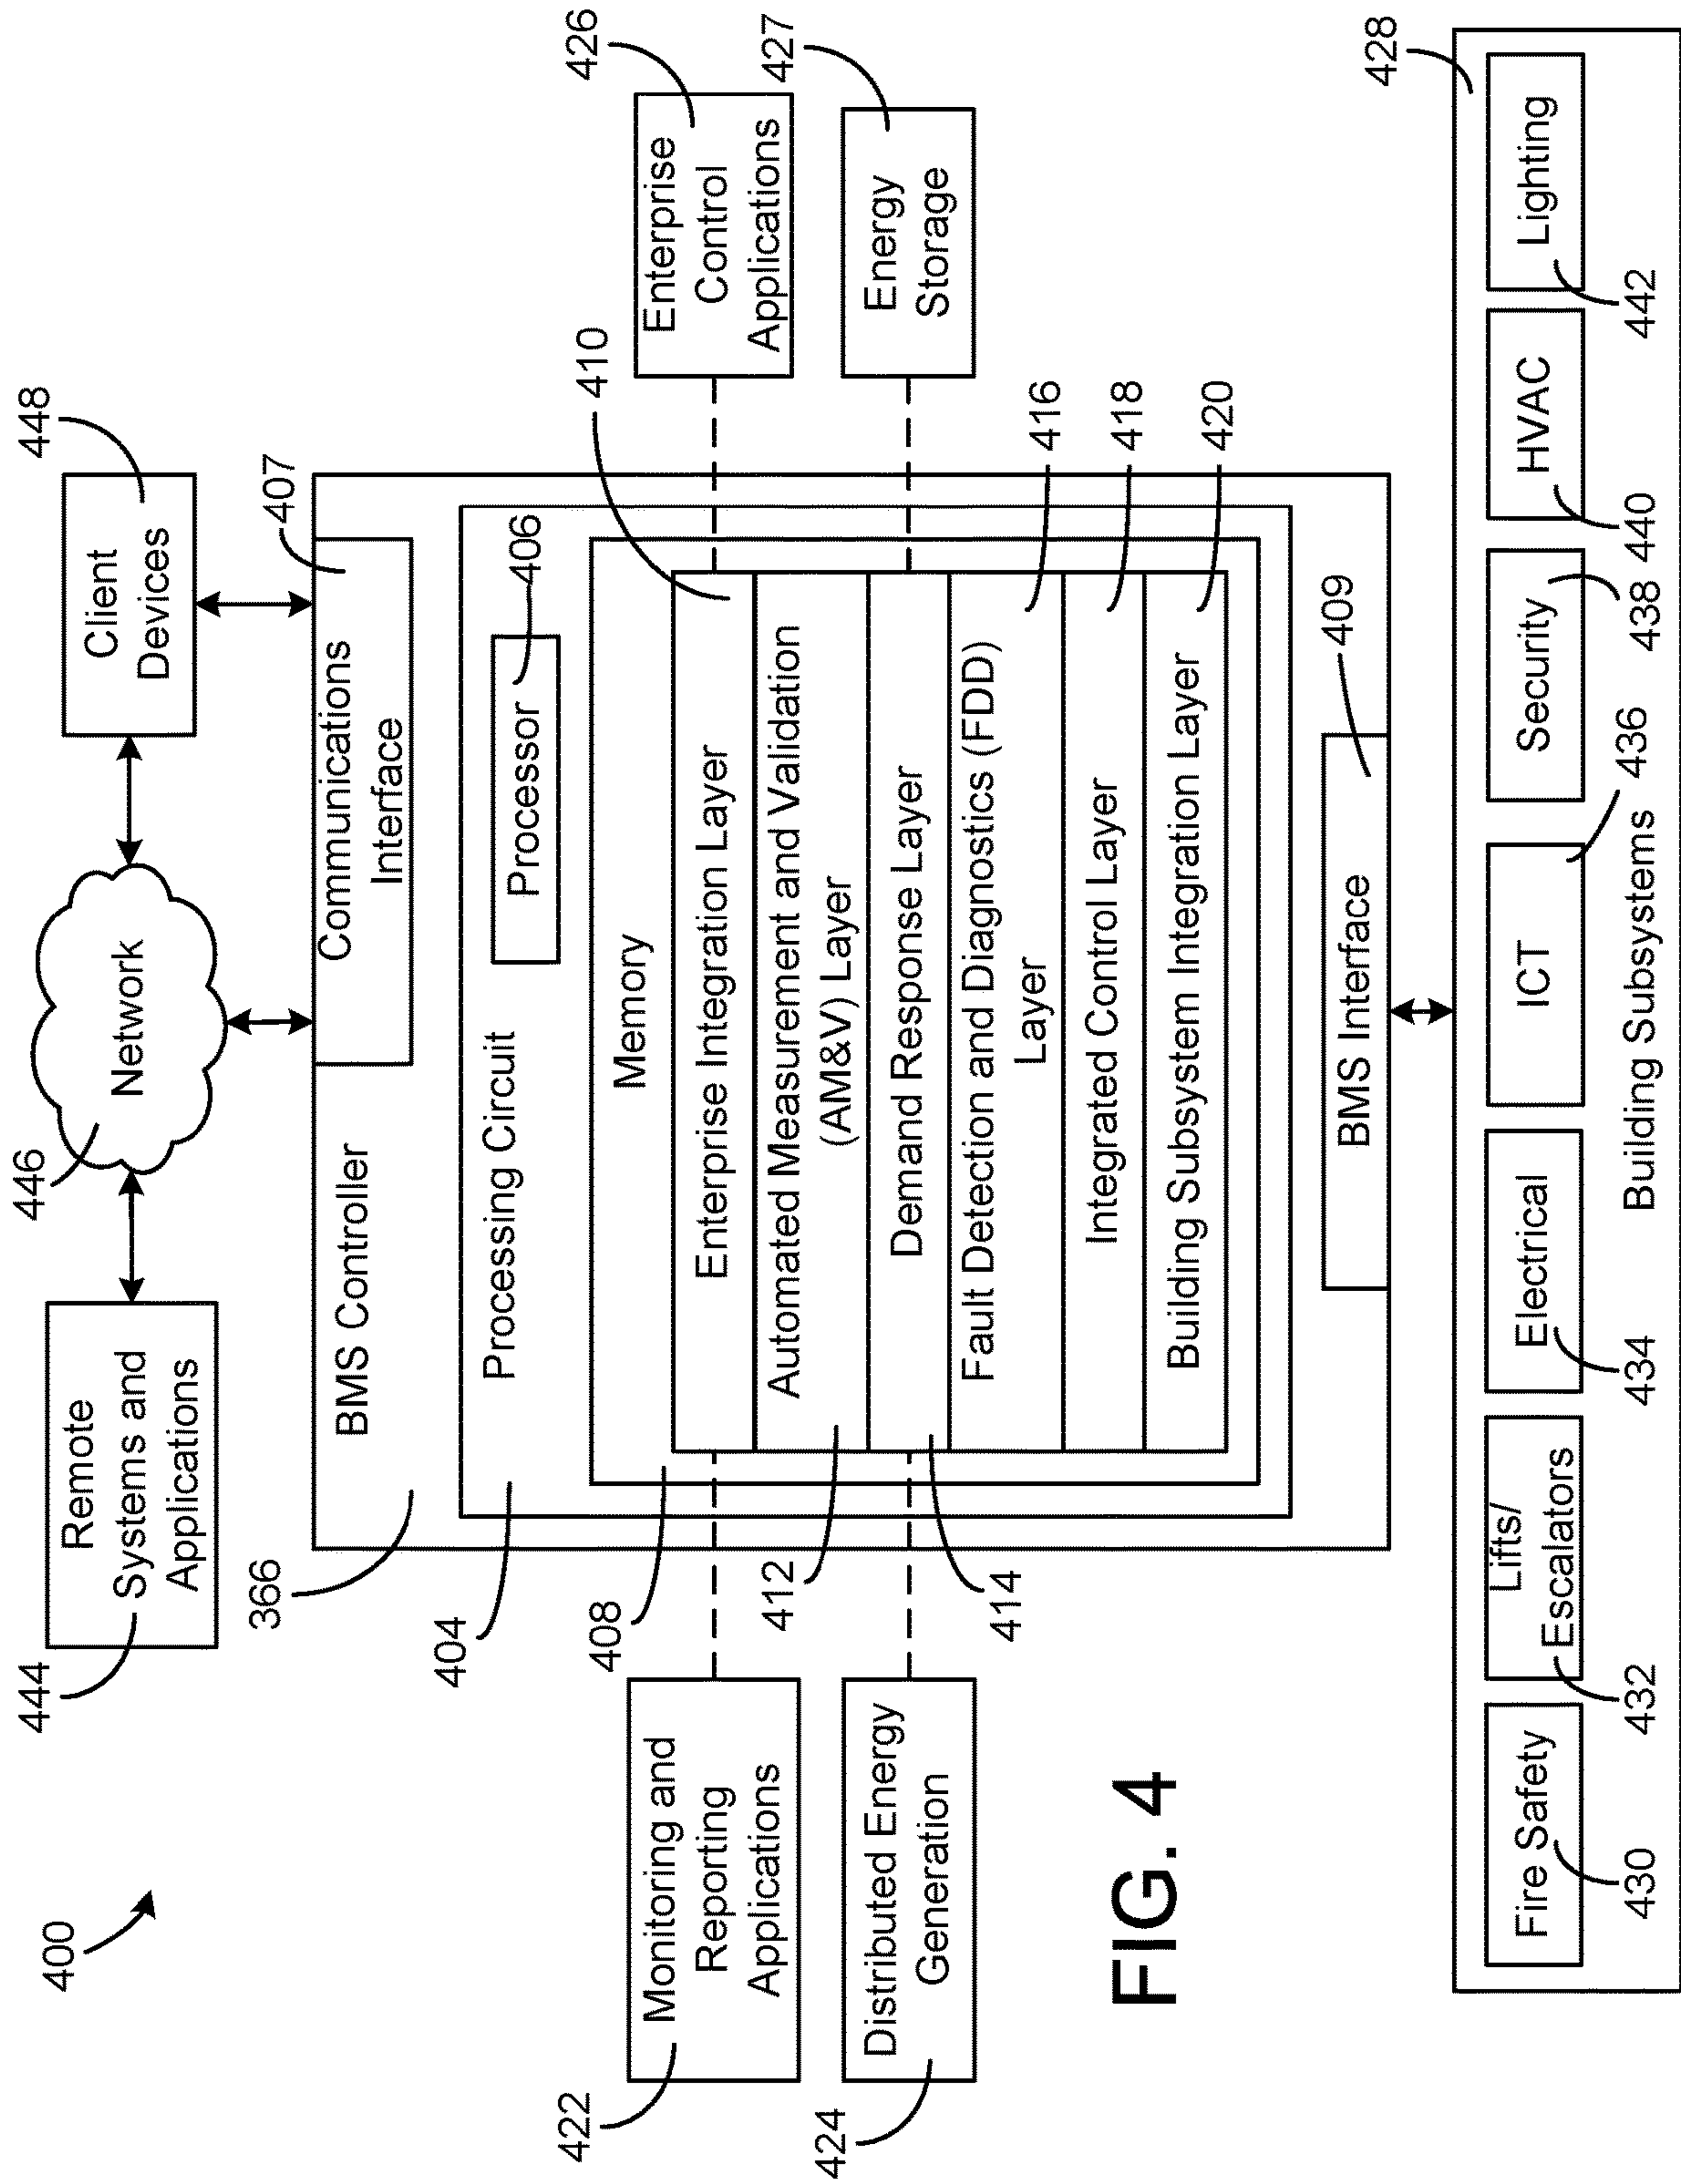 400
444
Remote
Systems and
Applications
446
Network
448
Client
Devices
366
BMS Controller
407
Communications
Interface
404
Processing Circuit
Processor
406
408
Memory
410
Enterprise Integration Layer
412
Automated Measurement and Validation
(AM&V) Layer
414
Demand Response Layer
Fault Detection and Diagnostics (FDD)
Layer
416
Integrated Control Layer
418
Building Subsystem Integration Layer
420
422
Monitoring and
Reporting
Applications
424
Distributed Energy
Generation
426
Enterprise
Control
Applications
427
Energy
Storage
BMS Interface
409
FIG. 4
428
Fire Safety
430
Lifts/
Escalators
432
Electrical
434
ICT
436
Security
438
HVAC
440
Lighting
442
Building Subsystems